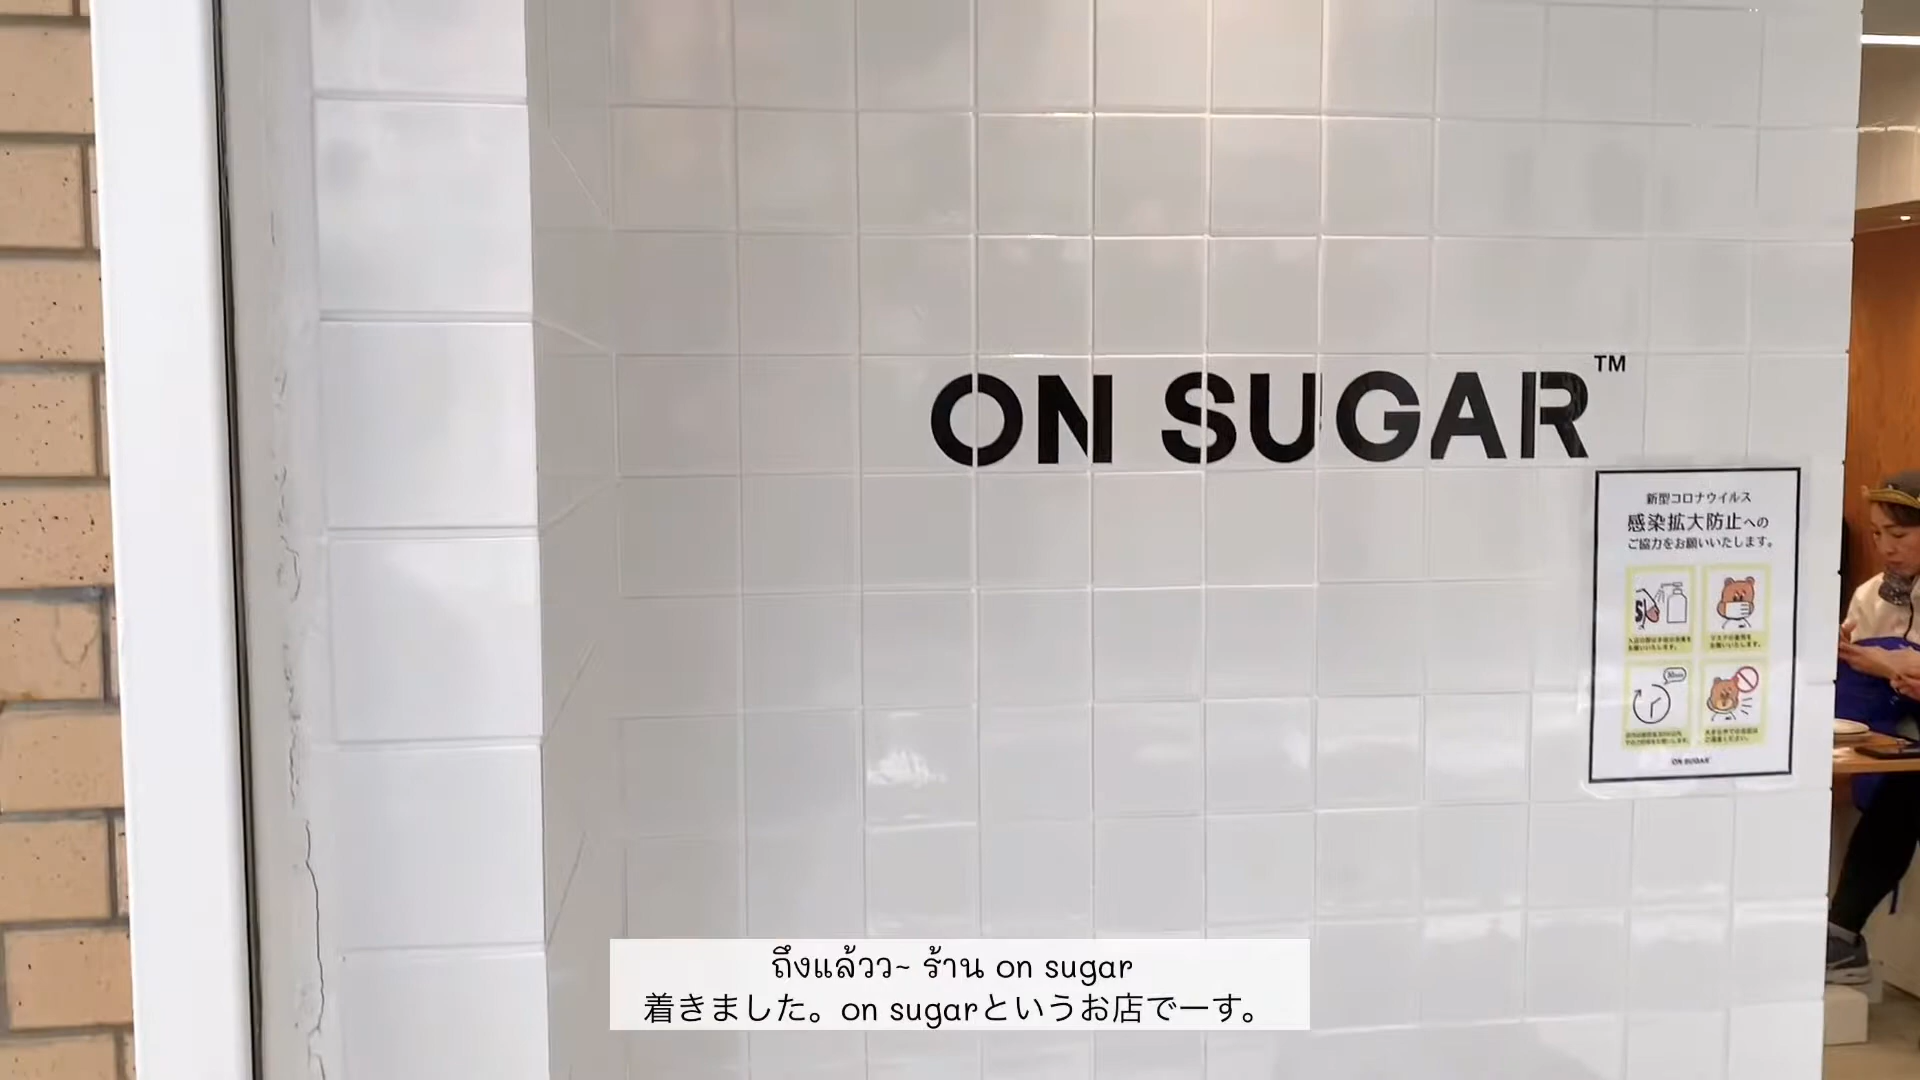 ON SUGAR™
新型コロナウイルス
感染拡大防止への
ご協力をお願いいたします。
30min
ON SUGAR
ถึงแล้วว~ ร้าน on sugar
着きました。on sugarというお店でーす。